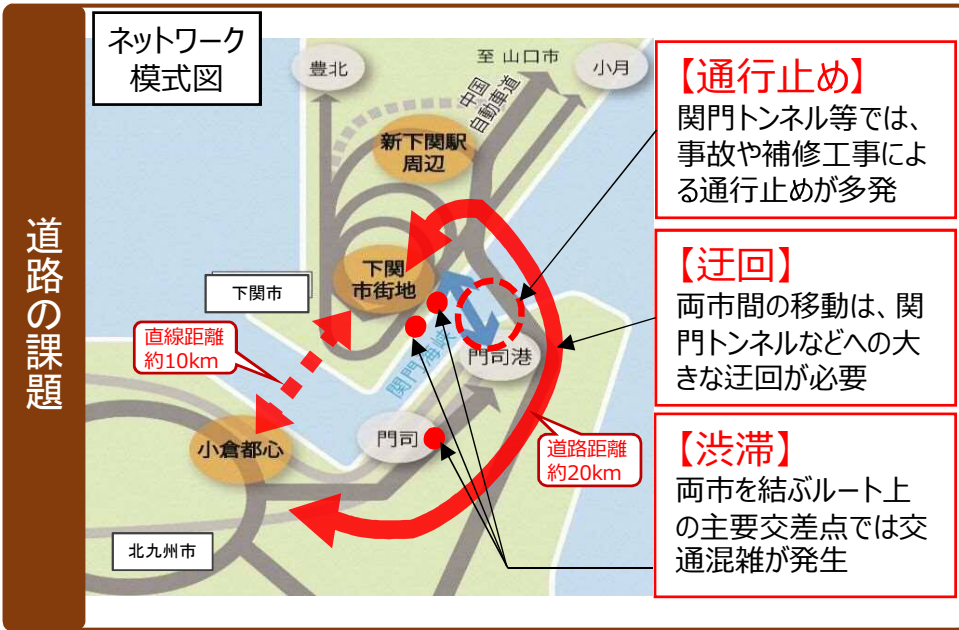 道路の課題
ネットワーク
模式図
豊北
至 山口市
小月
中国
自動車道
新下関駅
周辺
下関
市街地
下関市
直線距離
約10km
関門海峡
門司港
門司
小倉都心
道路距離
約20km
北九州市
【通行止め】
関門トンネル等では、
事故や補修工事によ
る通行止めが多発
【迂回】
両市間の移動は、関
門トンネルなどへの大
きな迂回が必要
【渋滞】
両市を結ぶルート上
の主要交差点では交
通混雑が発生